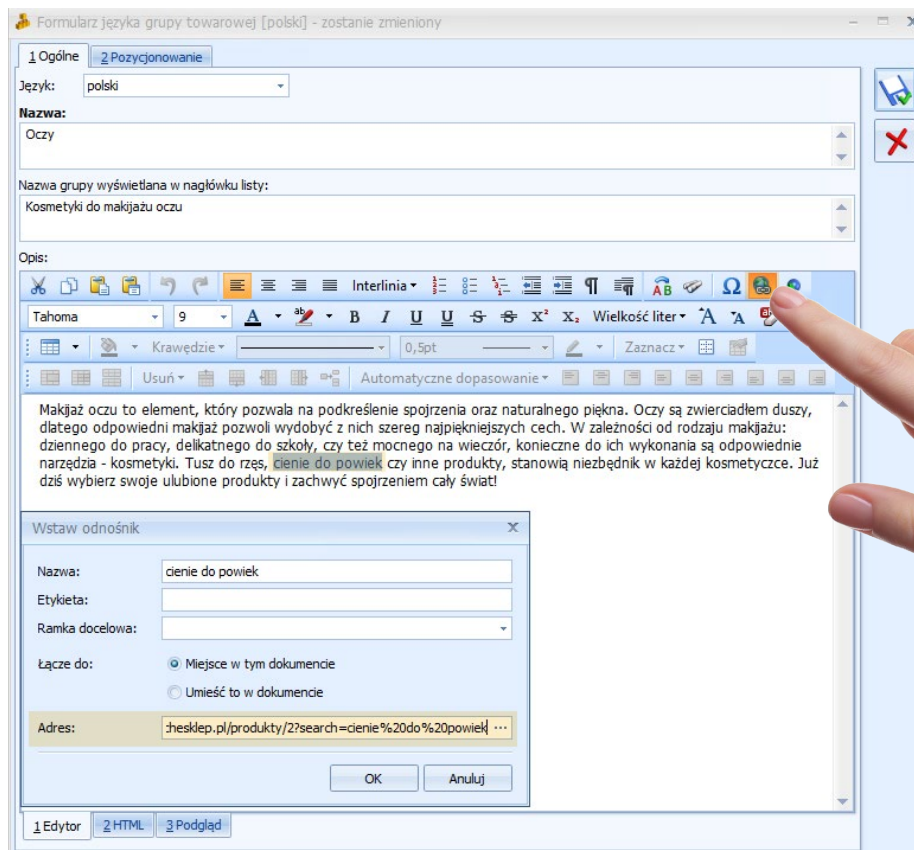 Formularz języka grupy towarowej [polski] - zostanie zmieniony
1 Ogólne 2 Pozycjonowanie
Język: polski
Nazwa:
Oczy
Nazwa grupy wyświetlana w nagłówku listy:
Kosmetyki do makijażu oczu
Opis:
Interlinia
Tahoma 9 A ab B I U U S S X² X₂ Wielkość liter A A
Krawędzie 0,5pt Zaznacz
Usuń Automatyczne dopasowanie
Makijaż oczu to element, który pozwala na podkreślenie spojrzenia oraz naturalnego piękna. Oczy są zwierciadłem duszy,
dlatego odpowiedni makijaż pozwoli wydobyć z nich szereg najpiękniejszych cech. W zależności od rodzaju makijażu:
dziennego do pracy, delikatnego do szkoły, czy też mocnego na wieczór, konieczne do ich wykonania są odpowiednie
narzędzia - kosmetyki. Tusz do rzęs, cienie do powiek czy inne produkty, stanowią niezbędnik w każdej kosmetyczce. Już
dziś wybierz swoje ulubione produkty i zachwyć spojrzeniem cały świat!
Wstaw odnośnik
Nazwa: cienie do powiek
Etykieta:
Ramka docelowa:
Łącze do: Miejsce w tym dokumencie
Umieść to w dokumencie
Adres: hesklep.pl/produkty/2?search=cienie%20do%20powiek
OK Anuluj
1 Edytor 2 HTML 3 Podgląd